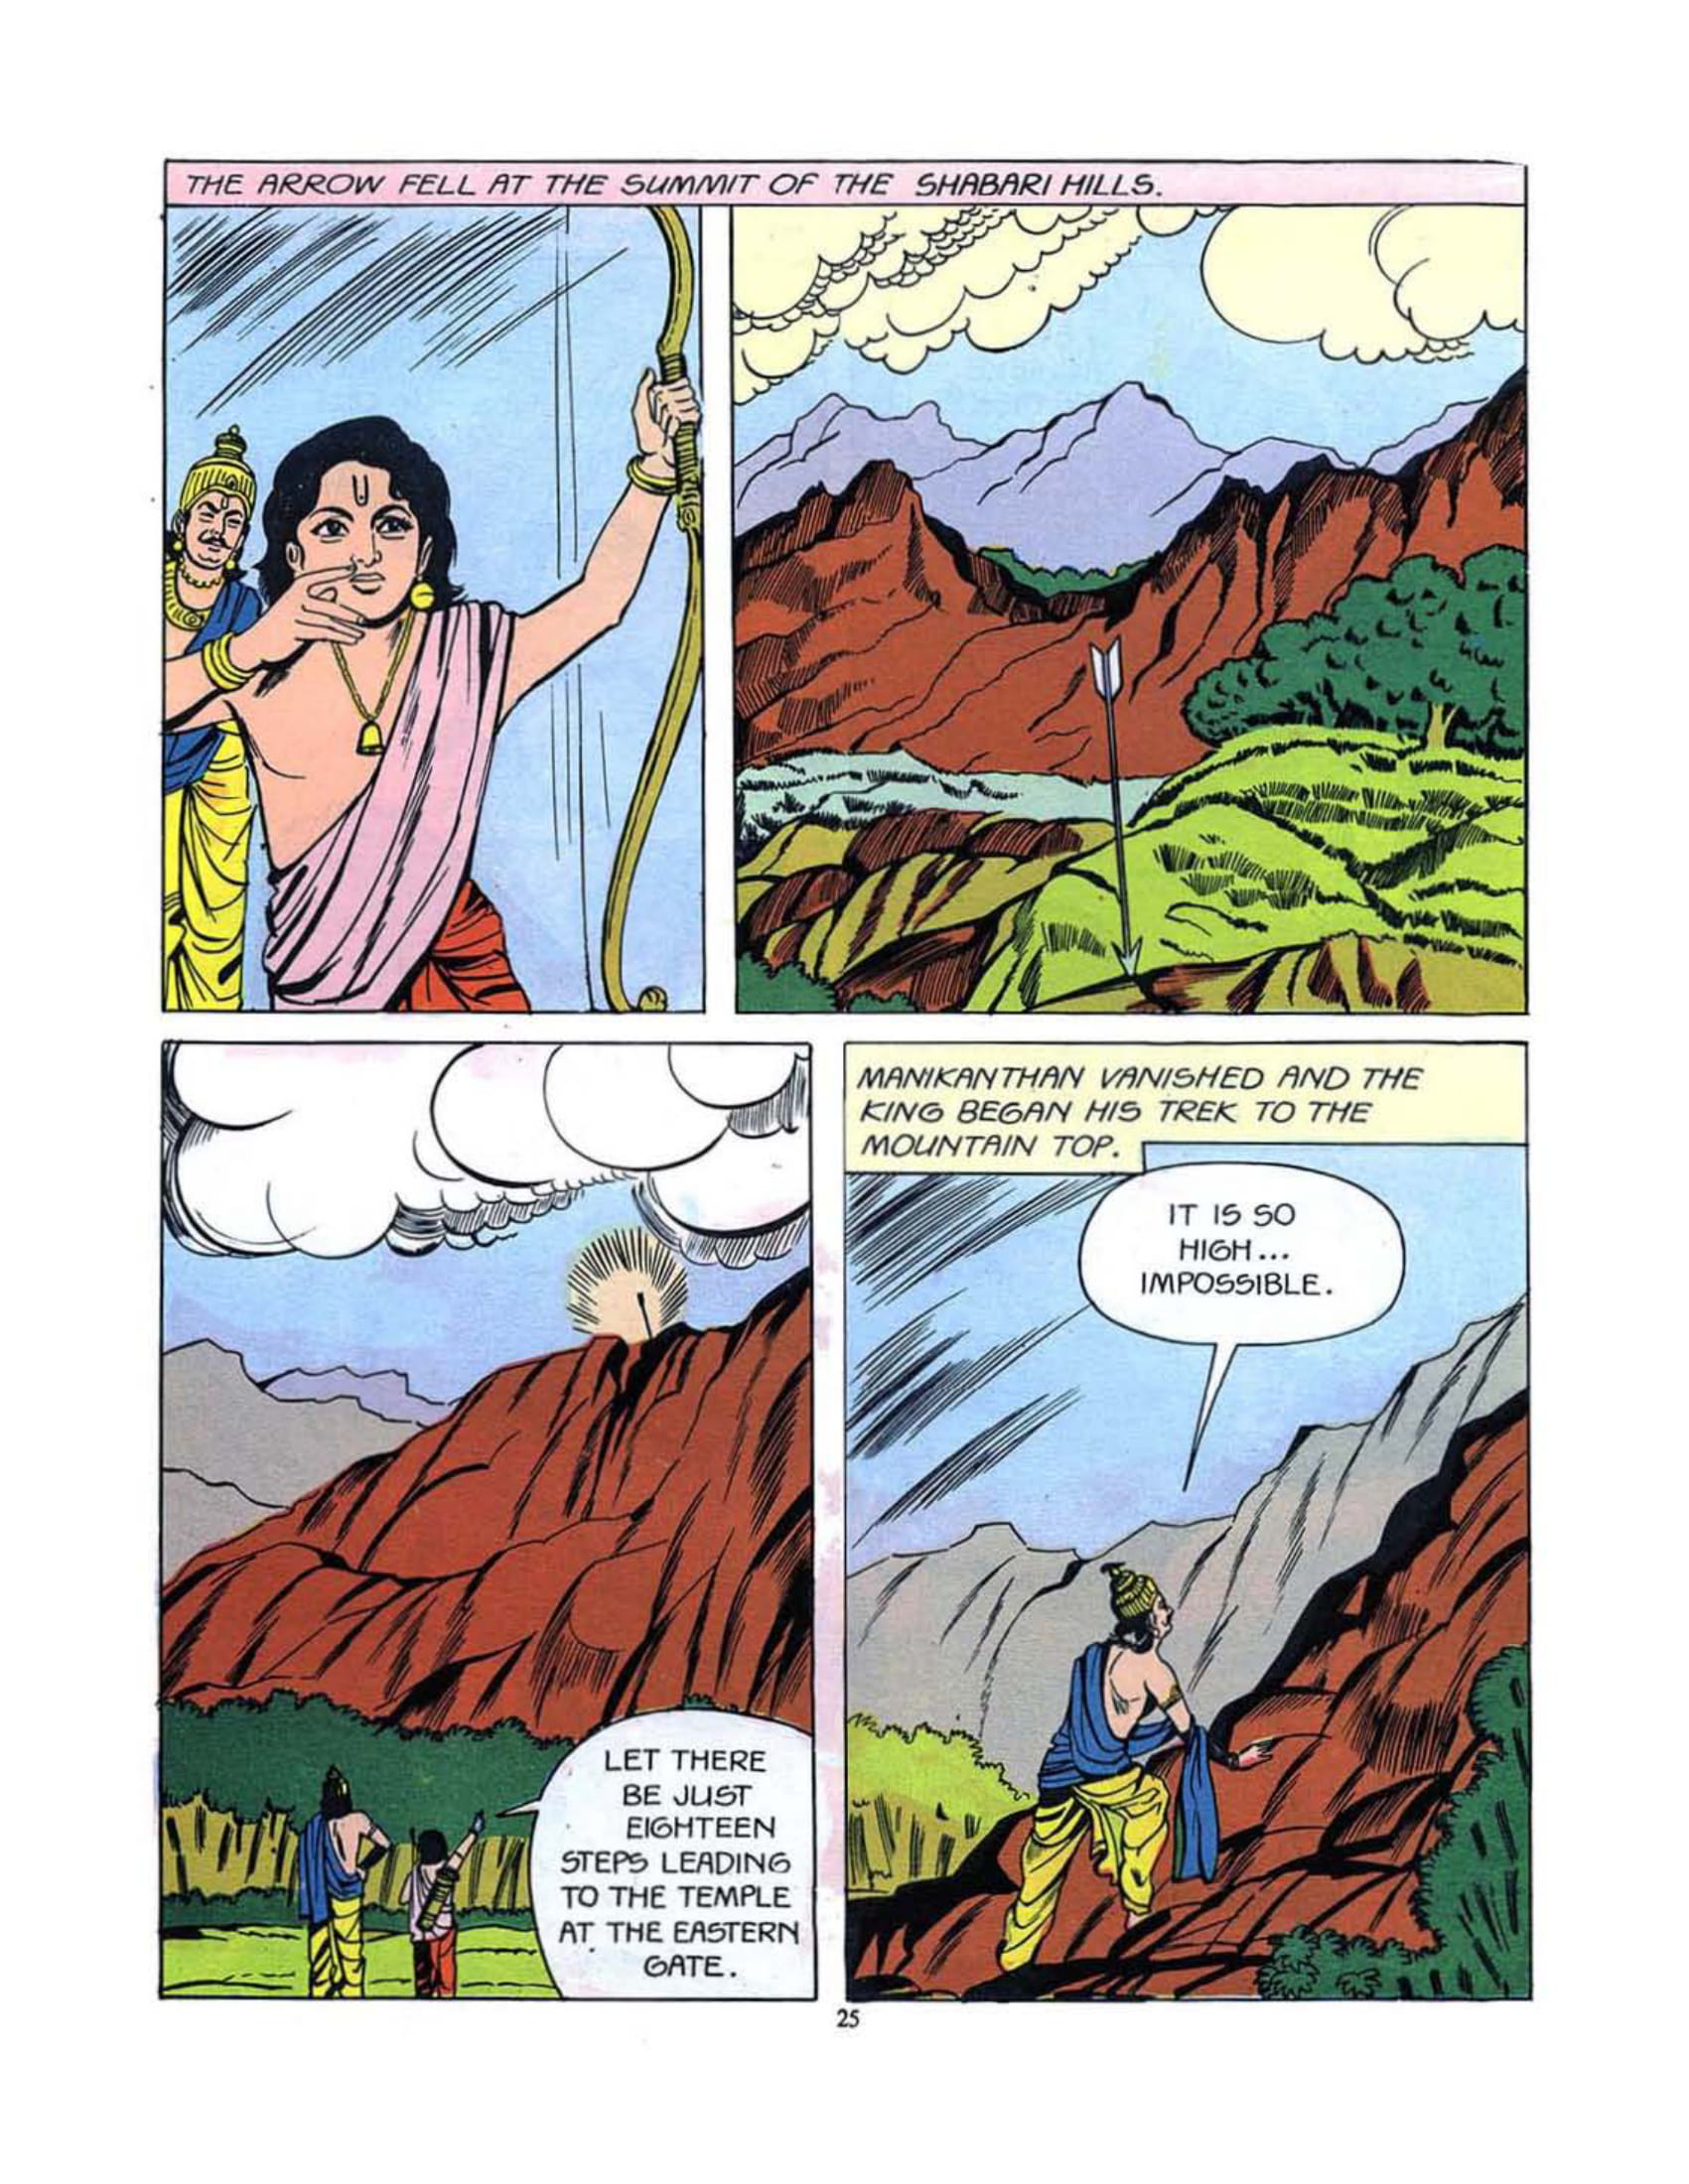 THE ARROW FELL AT THE SUMMIT OF THE SHABARI HILLS.
MANIKANTHAN VANISHED AND THE
KING BEGAN HIS TREK TO THE
MOUNTAIN TOP.
IT IS SO
HIGH...
IMPOSSIBLE.
LET THERE
BE JUST
EIGHTEEN
STEPS LEADING
TO THE TEMPLE
AT THE EASTERN
GATE.
25